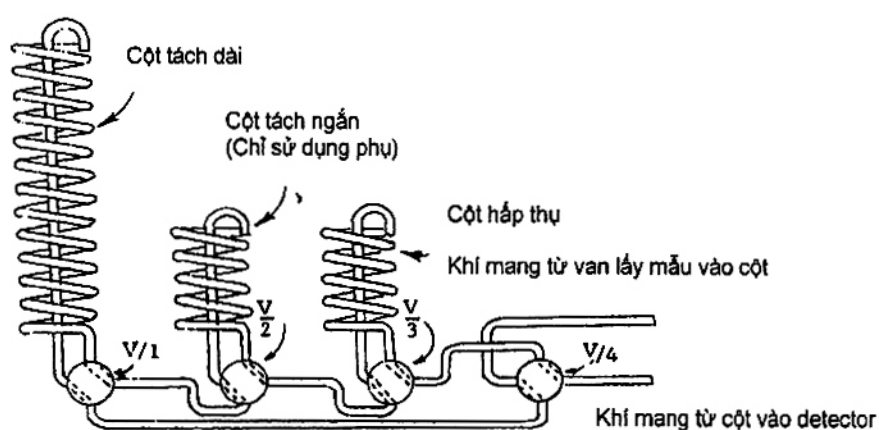 Cột tách dài
Cột tách ngắn
(Chỉ sử dụng phụ)
Cột hấp thụ
Khí mang từ van lấy mẫu vào cột
V/1
V/2
V/3
V/4
Khí mang từ cột vào detector